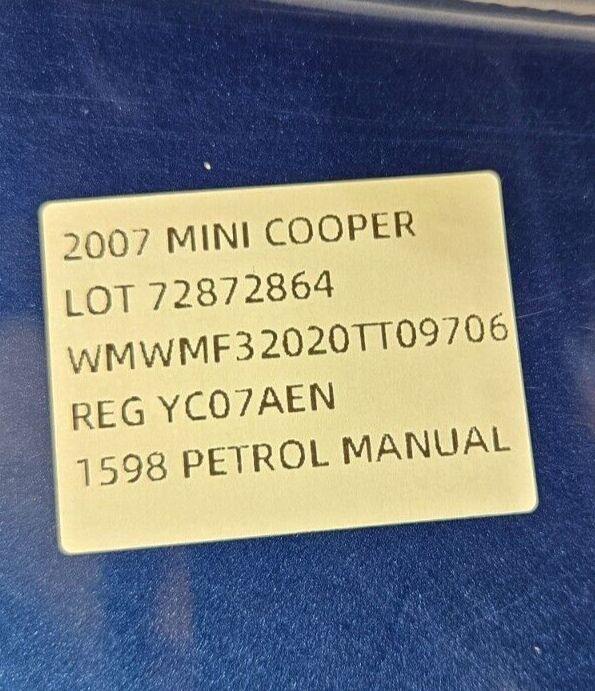 2007 MINI COOPER
LOT 72872864
WMWMF32020TT09706
REG YC07AEN
1598 PETROL MANUAL